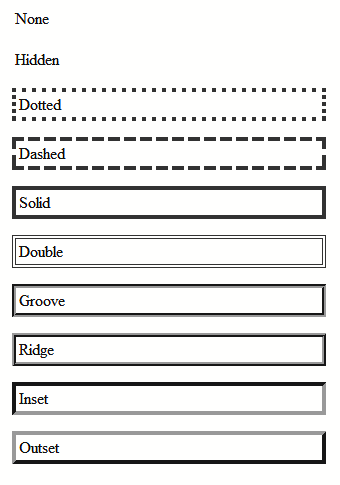 None
Hidden
Dotted
Dashed
Solid
Double
Groove
Ridge
Inset
Outset